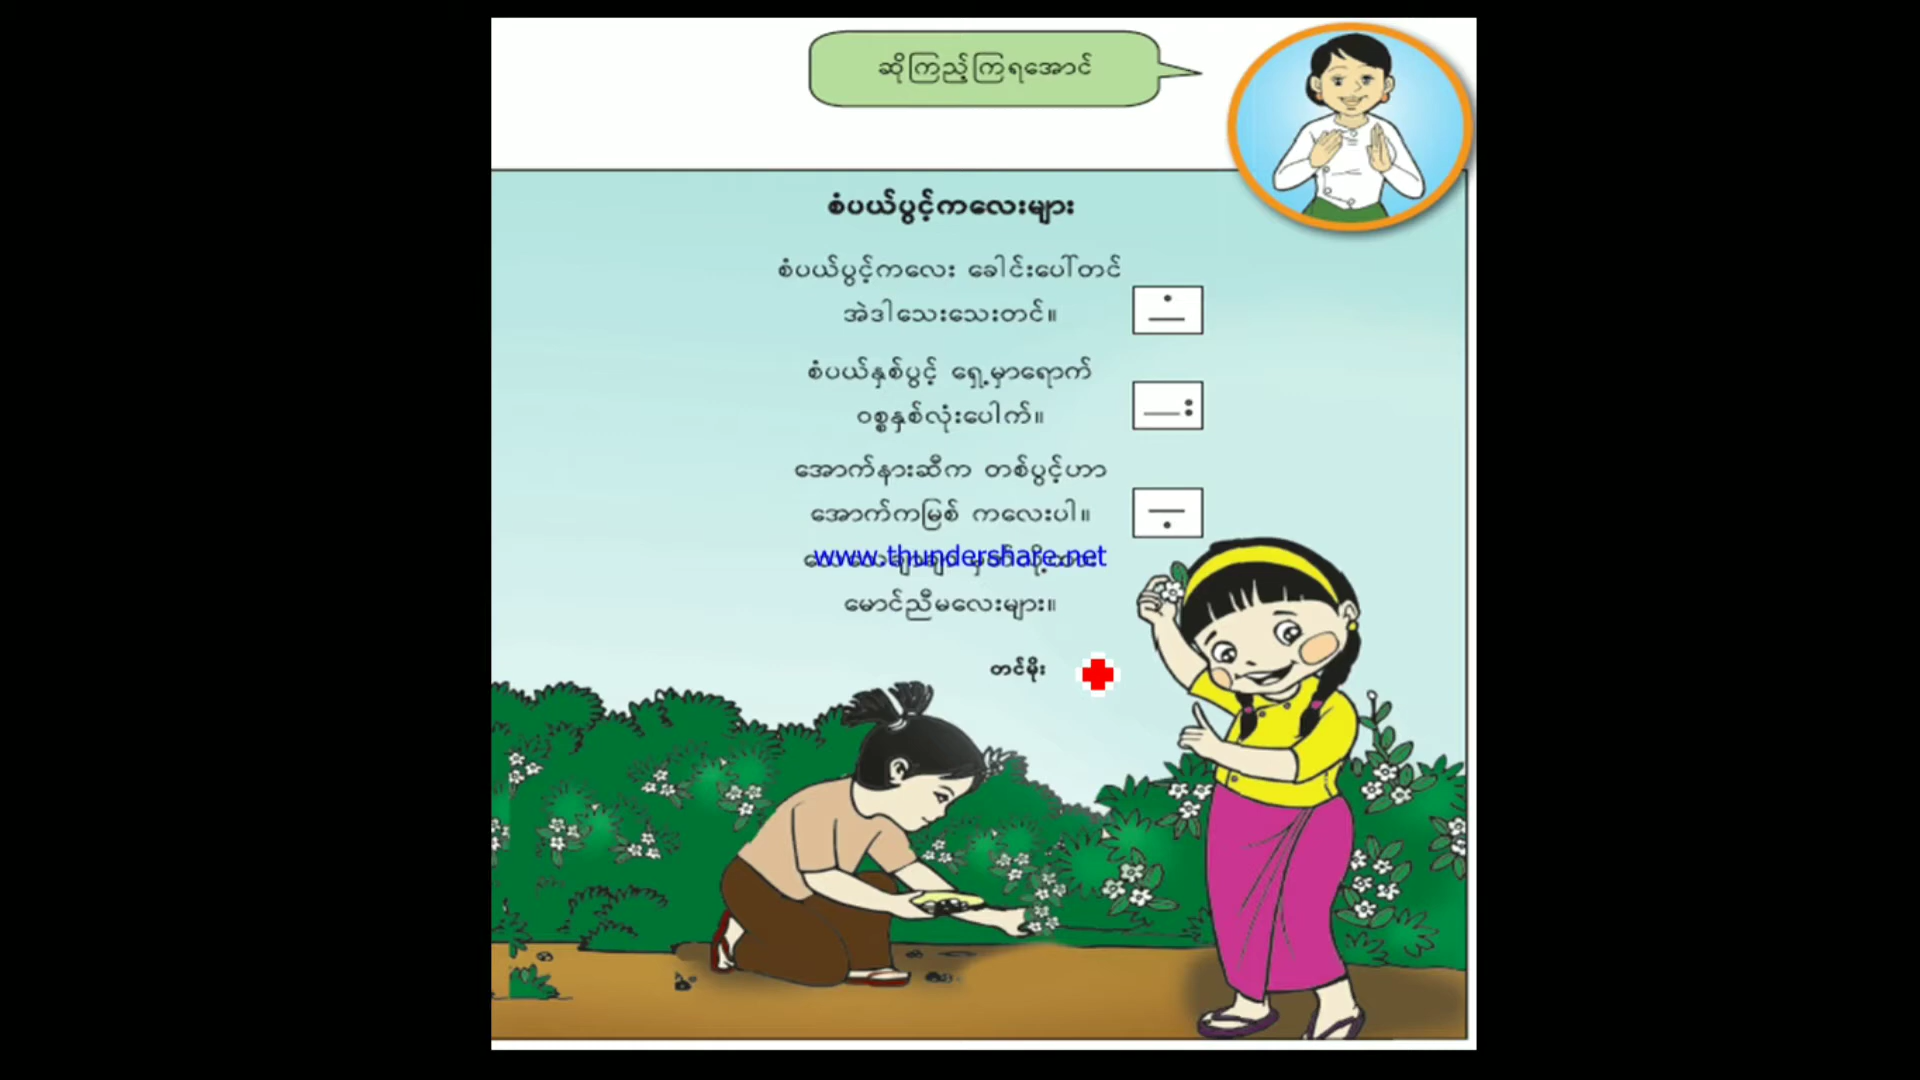 ဆိုကြည့်ကြရအောင်
စံပယ်ပွင့်ကလေးများ
စံပယ်ပွင့်ကလေး ခေါင်းပေါ်တင်
အဲဒါသေးသေးတင်။
စံပယ်နှစ်ပွင့် ရှေ့မှာရောက်
ဝစ္စနှစ်လုံးပေါက်။
အောက်နားဆီက တစ်ပွင့်ဟာ
အောက်ကမြစ် ကလေးပါ။
www.thundershare.net
မောင်ညီမလေးများ။
တင်မိုး